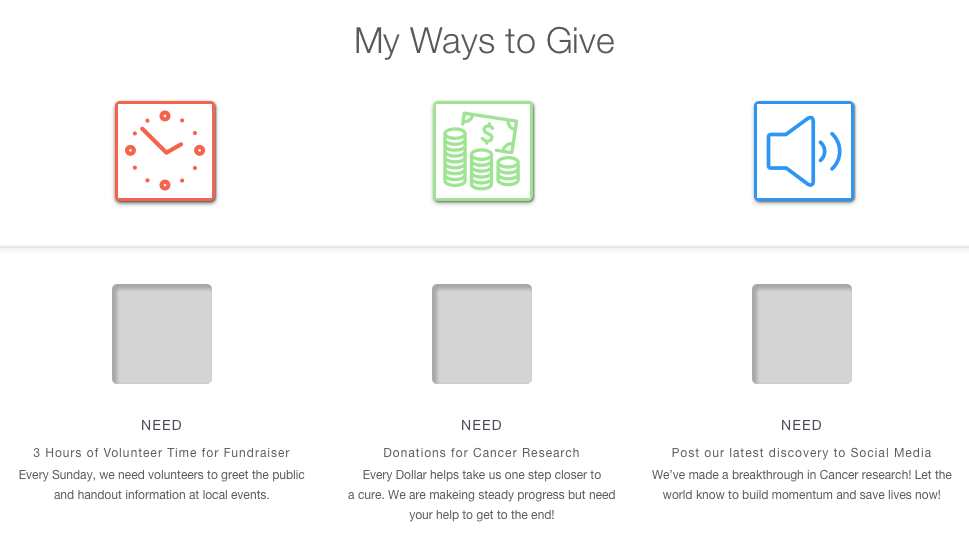 My Ways to Give
$
NEED
3 Hours of Volunteer Time for Fundraiser
Every Sunday, we need volunteers to greet the public
and handout information at local events.
NEED
Donations for Cancer Research
Every Dollar helps take us one step closer to
a cure. We are makeing steady progress but need
your help to get to the end!
NEED
Post our latest discovery to Social Media
We've made a breakthrough in Cancer research! Let the
world know to build momentum and save lives now!